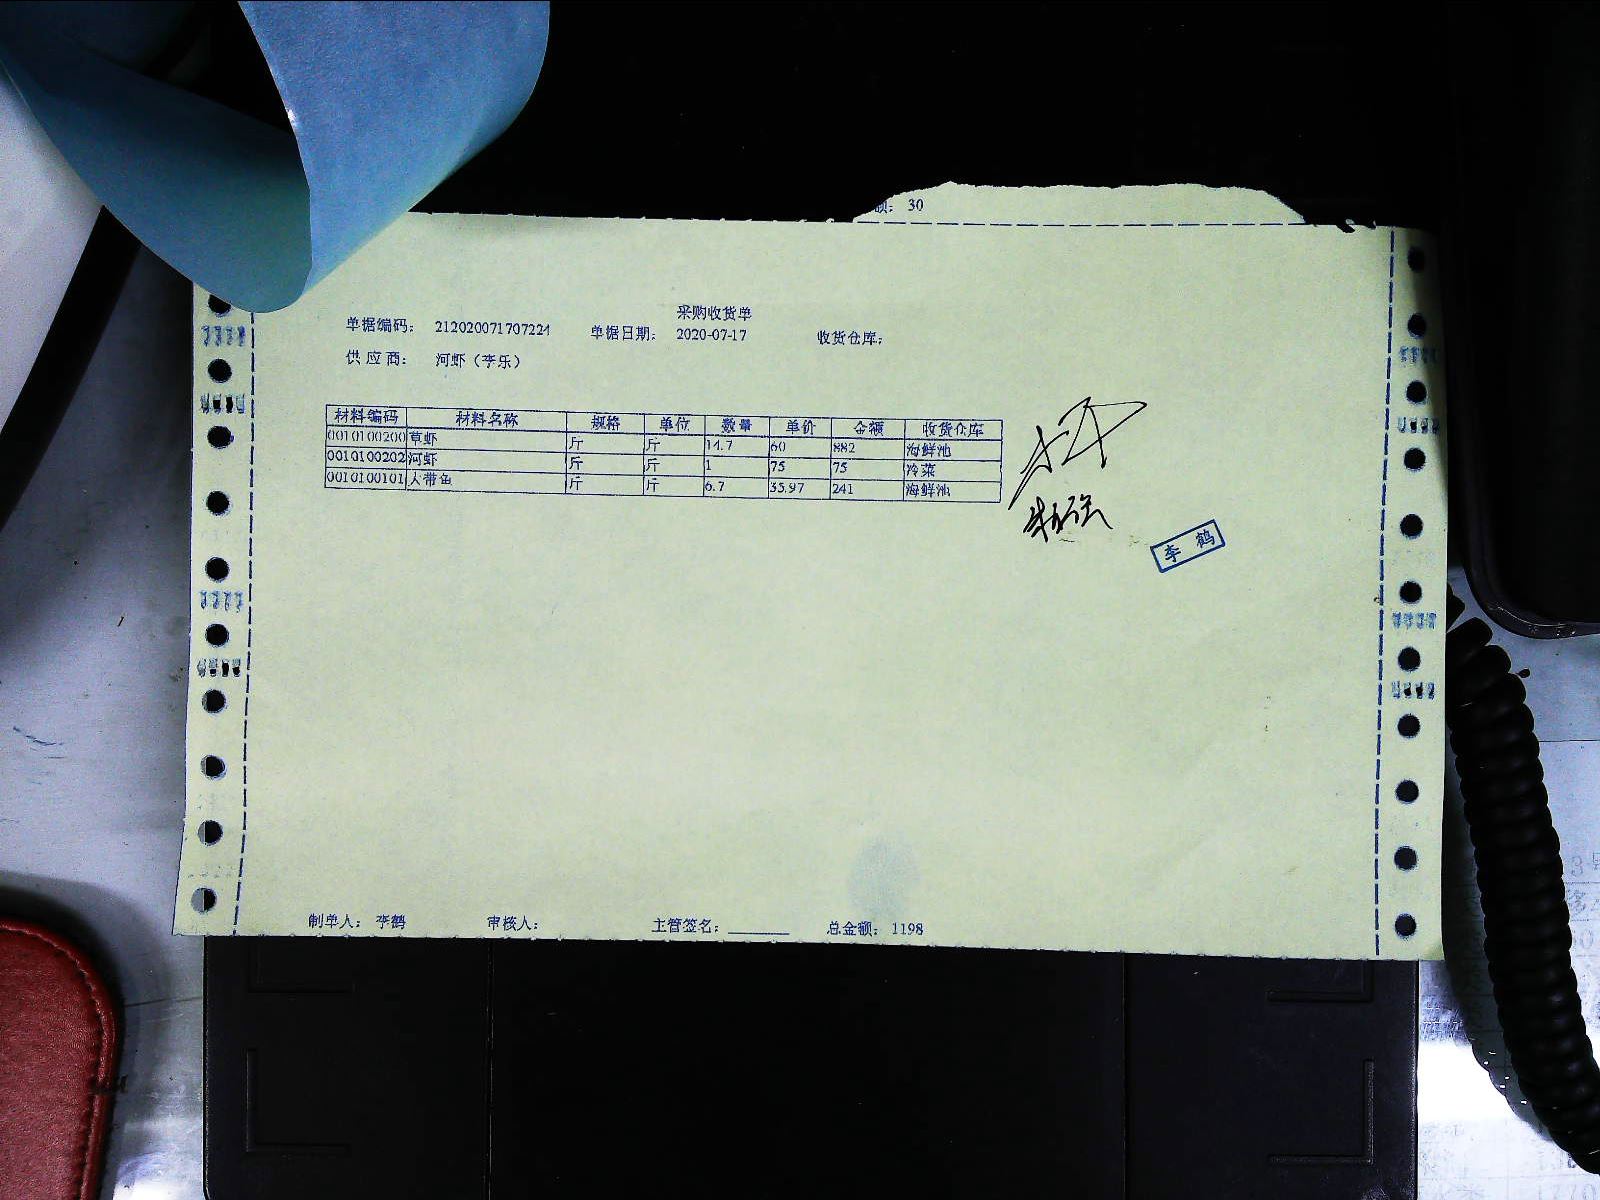 额: 30
采购收货单
单据编码: 212020071707224 单据日期: 2020-07-17 收货仓库:
供应商: 河虾（李乐）
材料编码 材料名称 规格 单位 数量 单价 金额 收货仓库
0010100200 草虾 斤 斤 14.7 60 882 海鲜池
0010100202 河虾 斤 斤 1 75 75 冷菜
0010100101 大带鱼 斤 斤 6.7 35.97 241 海鲜池
李鹤
制单人: 李鹤 审核人: 主管签名: 总金额: 1198